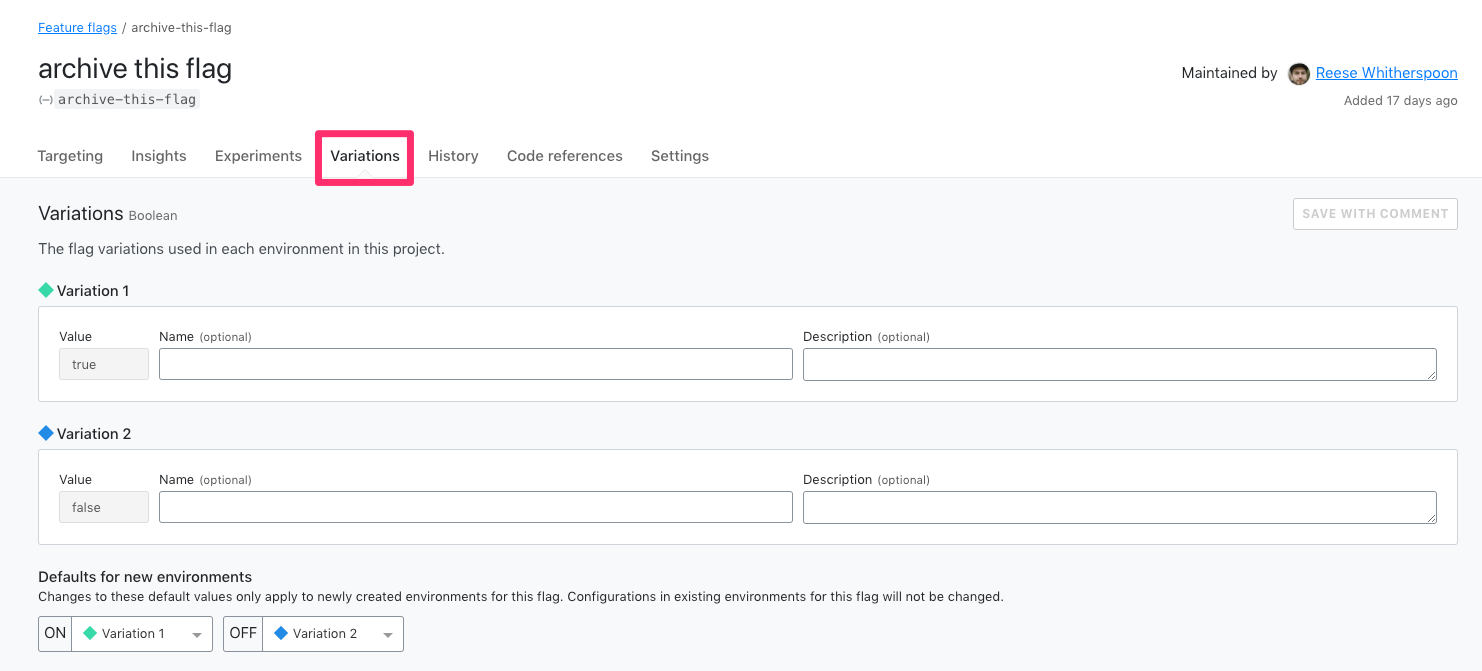 Feature flags / archive-this-flag
archive this flag
Maintained by Reese Whitherspoon
(–) archive-this-flag
Added 17 days ago
Targeting Insights Experiments Variations History Code references Settings
Variations Boolean
SAVE WITH COMMENT
The flag variations used in each environment in this project.
Variation 1
Value Name (optional) Description (optional)
true
Variation 2
Value Name (optional) Description (optional)
false
Defaults for new environments
Changes to these default values only apply to newly created environments for this flag. Configurations in existing environments for this flag will not be changed.
ON Variation 1 OFF Variation 2